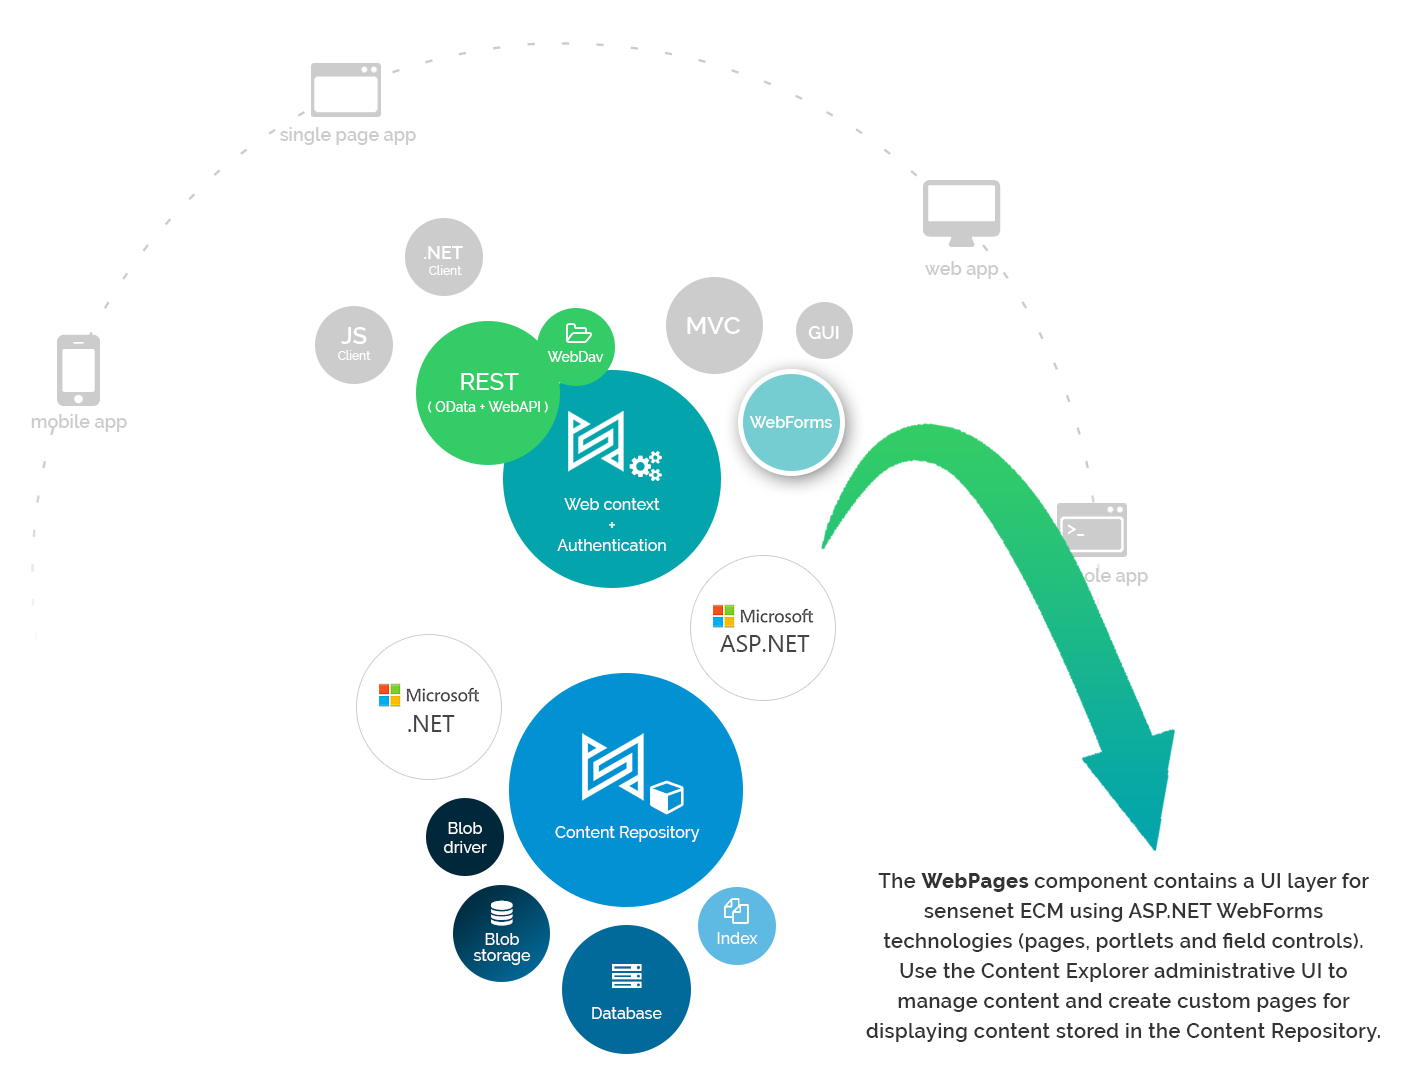 single page app
web app
.NET
Client
JS
Client
MVC
GUI
WebDav
REST
( OData + WebAPI )
WebForms
mobile app
Web context
+
Authentication
>_
ole app
Microsoft
ASP.NET
Microsoft
.NET
Content Repository
Blob
driver
Blob
storage
Index
Database
The WebPages component contains a UI layer for
sensenet ECM using ASP.NET WebForms
technologies (pages, portlets and field controls).
Use the Content Explorer administrative UI to
manage content and create custom pages for
displaying content stored in the Content Repository.